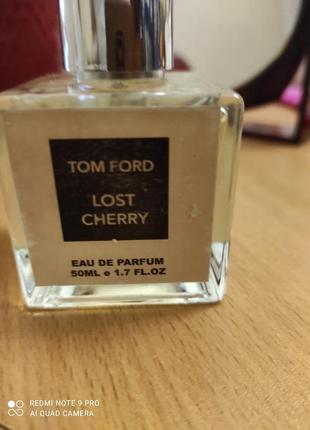 TOM FORD
LOST
CHERRY
EAU DE PARFUM
50ML e 1.7 FL.OZ
REDMI NOTE 9 PRO
AI QUAD CAMERA